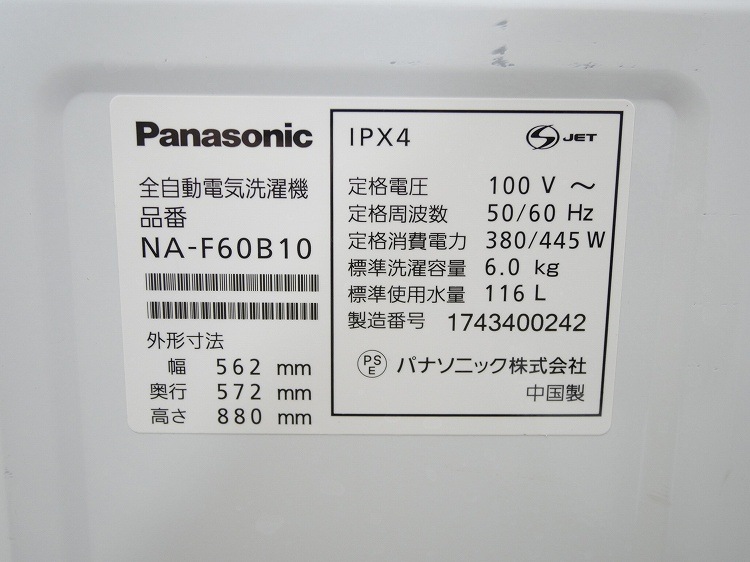 Panasonic
全自動電気洗濯機
品番
NA-F60B10
外形寸法
幅 562 mm
奥行 572 mm
高さ 880 mm
IPX4
S JET
定格電圧 100 V ～
定格周波数 50/60 Hz
定格消費電力 380/445 W
標準洗濯容量 6.0 kg
標準使用水量 116 L
製造番号 1743400242
PS
E
パナソニック株式会社
中国製